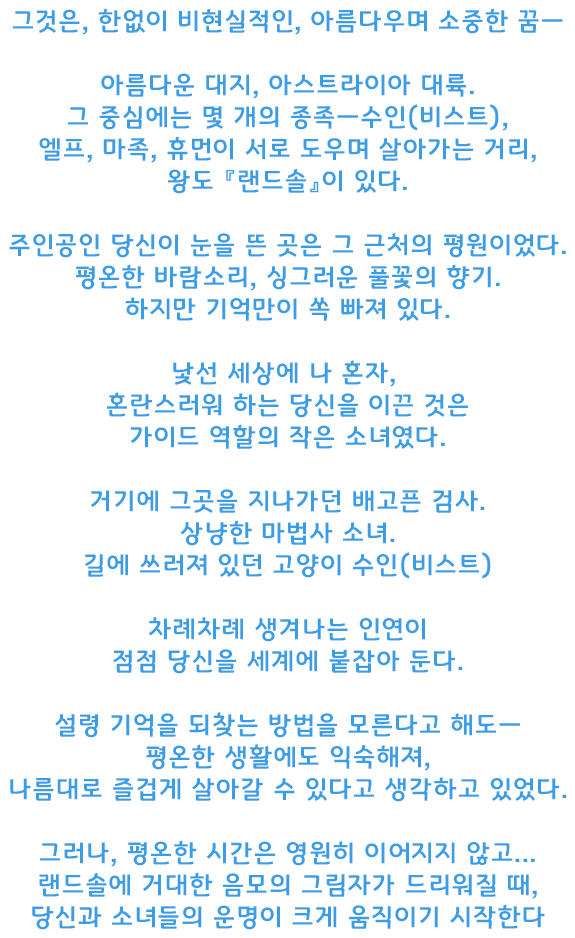 그것은, 한없이 비현실적인, 아름다우며 소중한 꿈ㅡ
아름다운 대지, 아스트라이아 대륙.
그 중심에는 몇 개의 종족ㅡ수인(비스트),
엘프, 마족, 휴먼이 서로 도우며 살아가는 거리,
왕도 『랜드솔』이 있다.
주인공인 당신이 눈을 뜬 곳은 그 근처의 평원이었다.
평온한 바람소리, 싱그러운 풀꽃의 향기.
하지만 기억만이 쏙 빠져 있다.
낯선 세상에 나 혼자,
혼란스러워 하는 당신을 이끈 것은
가이드 역할의 작은 소녀였다.
거기에 그곳을 지나가던 배고픈 검사.
상냥한 마법사 소녀.
길에 쓰러져 있던 고양이 수인(비스트)
차례차례 생겨나는 인연이
점점 당신을 세계에 붙잡아 둔다.
설령 기억을 되찾는 방법을 모른다고 해도ㅡ
평온한 생활에도 익숙해져,
나름대로 즐겁게 살아갈 수 있다고 생각하고 있었다.
그러나, 평온한 시간은 영원히 이어지지 않고...
랜드솔에 거대한 음모의 그림자가 드리워질 때,
당신과 소녀들의 운명이 크게 움직이기 시작한다